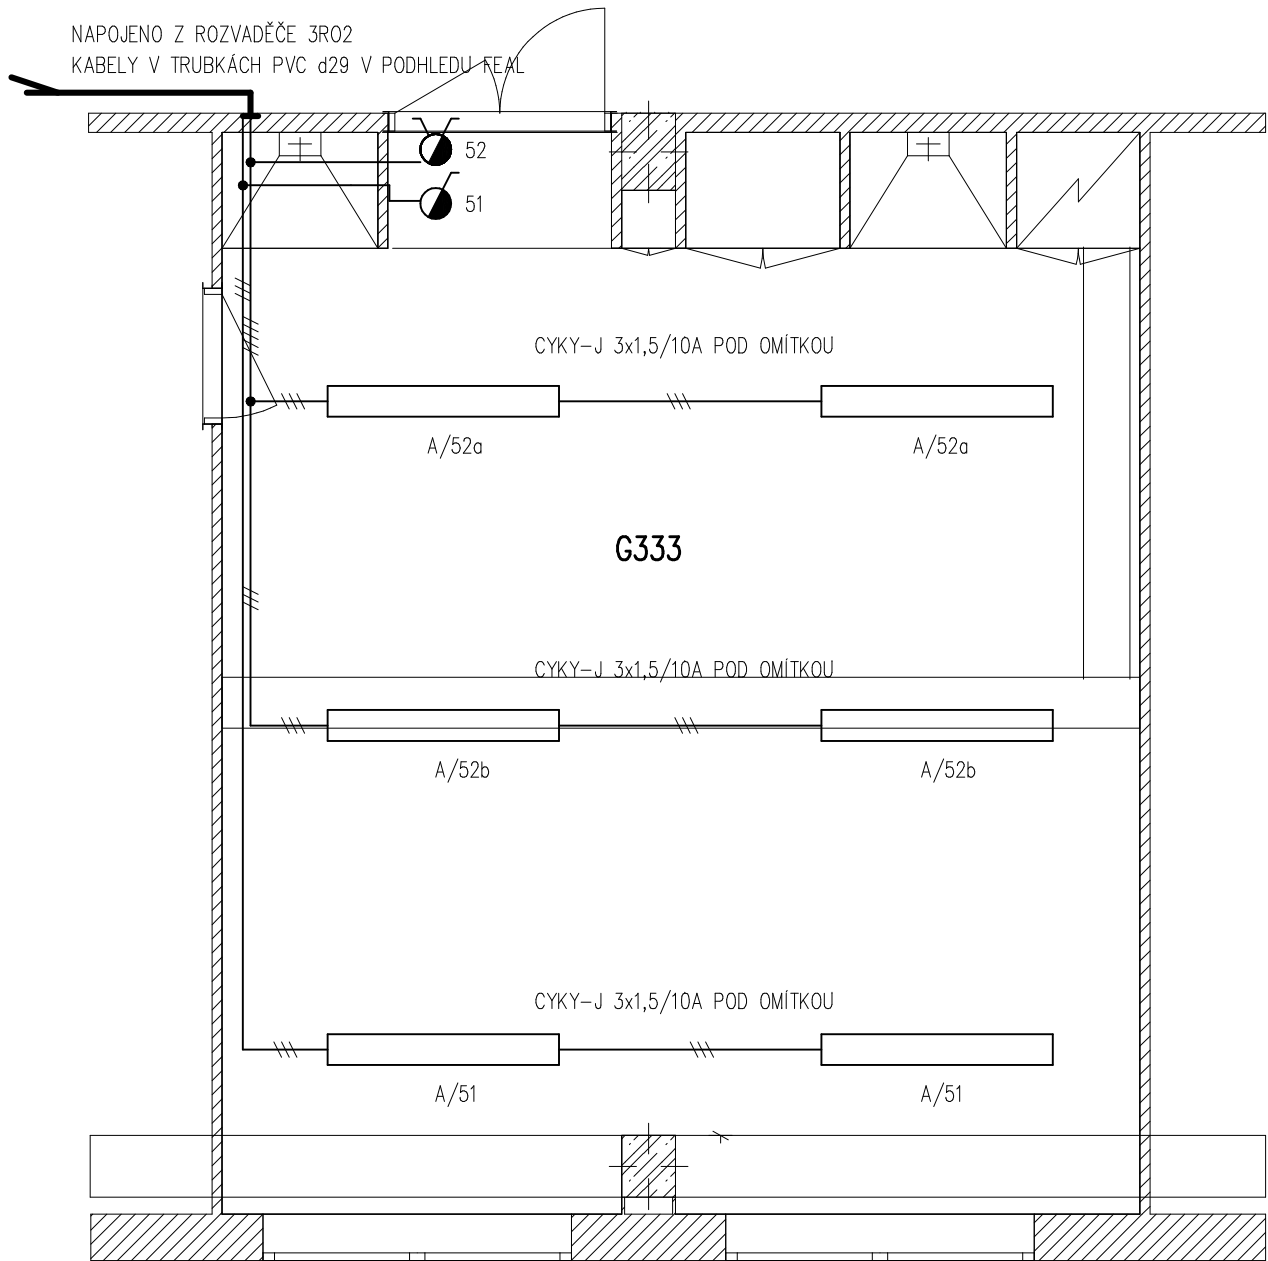 NAPOJENO Z ROZVADĚČE 3RO2
KABELY V TRUBKÁCH PVC d29 V PODHLEDU FEAL
52
51
CYKY-J 3x1,5/10A POD OMÍTKOU
A/52a
A/52a
G333
CYKY-J 3x1,5/10A POD OMÍTKOU
A/52b
A/52b
CYKY-J 3x1,5/10A POD OMÍTKOU
A/51
A/51